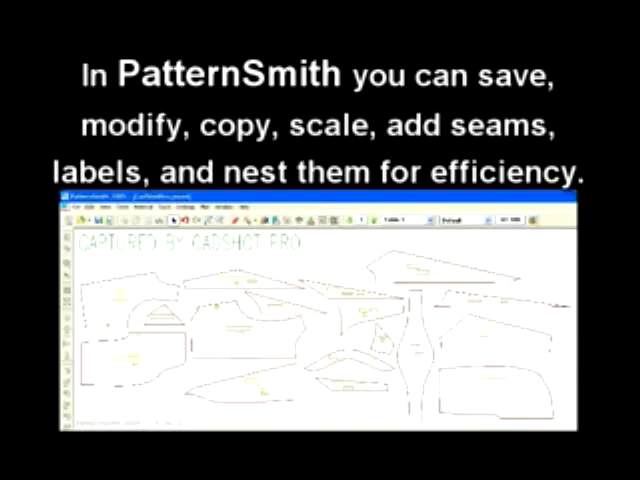 In PatternSmith you can save,
modify, copy, scale, add seams,
labels, and nest them for efficiency.
CAPTURED BY CADSHOT PRO